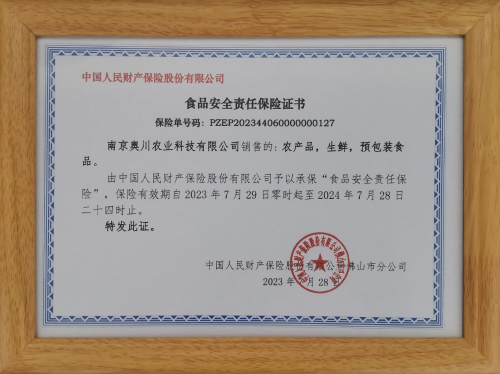 中国人民财产保险股份有限公司
食品安全责任保险证书
保险单号码：PZEP202344060000000127
南京奥川农业科技有限公司销售的：农产品，生鲜，预包装食
品。
由中国人民财产保险股份有限公司予以承保“食品安全责任保
险”，保险有效期自2023年7月29日零时起至2024年7月28日
二十四时止。
特发此证。
中国人民财产保险股份有限公司佛山市分公司
2023年 月28日